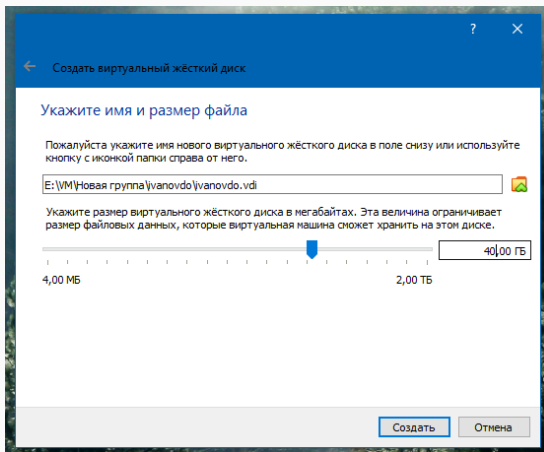 ?
Создать виртуальный жёсткий диск
Укажите имя и размер файла
Пожалуйста укажите имя нового виртуального жёсткого диска в поле снизу или используйте
кнопку с иконкой папки справа от него.
E:\VM\Новая группа\ivanovdo\ivanovdo.vdi
Укажите размер виртуального жёсткого диска в мегабайтах. Эта величина ограничивает
размер файловых данных, которые виртуальная машина сможет хранить на этом диске.
40,00 ГБ
4,00 МБ 2,00 ТБ
Создать Отмена